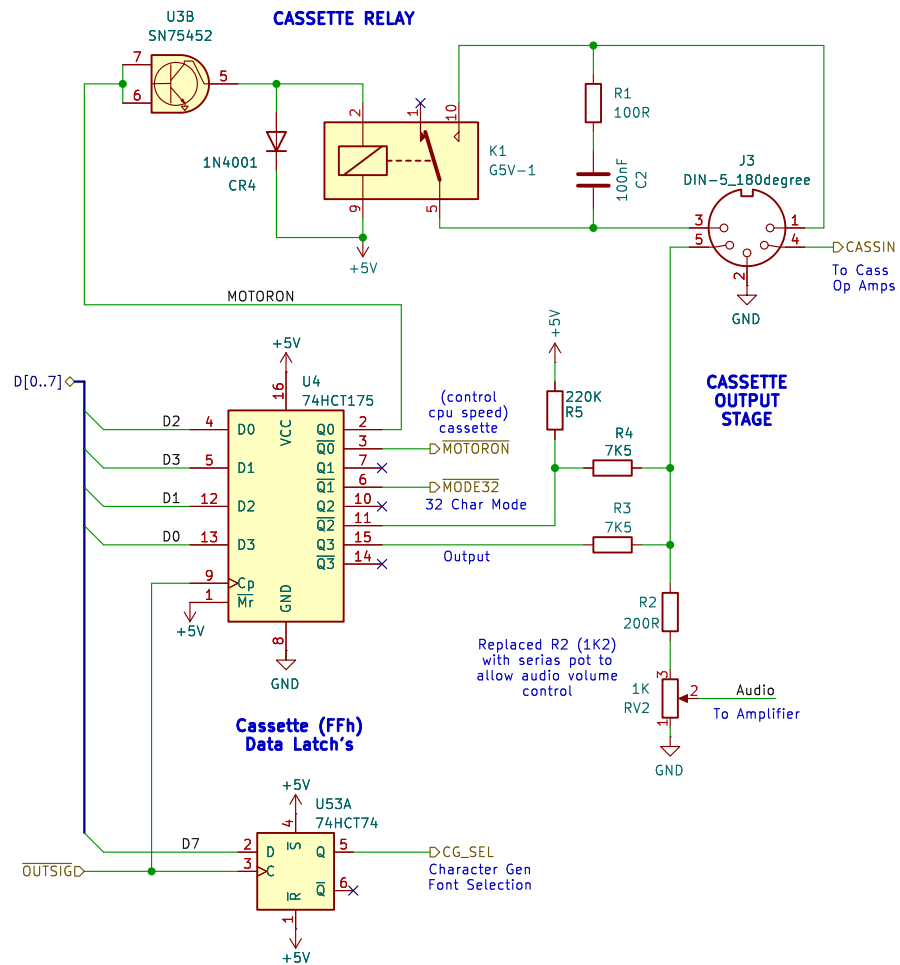 CASSETTE RELAY
U3B
SN75452
7
6
5
1N4001
CR4
2
1
10
9
5
K1
G5V-1
+5V
R1
100R
100nF
C2
J3
DIN-5_180degree
3
5
1
4
2
CASSIN
To Cass
Op Amps
GND
MOTORON
D[0..7]
+5V
16
U4
74HCT175
VCC
D2
4
D0
D3
5
D1
D1
12
D2
D0
13
D3
9
Cp
1
Mr
+5V
GND
8
GND
Q0
2
Q0
3
Q1
7
Q1
6
Q2
10
Q2
11
Q3
15
Q3
14
(control
cpu speed)
cassette
MOTORON
MODE32
32 Char Mode
Output
+5V
220K
R5
R4
7K5
R3
7K5
CASSETTE
OUTPUT
STAGE
R2
200R
Replaced R2 (1K2)
with serias pot to
allow audio volume
control
1K
RV2
3
2
1
Audio
To Amplifier
GND
Cassette (FFh)
Data Latch's
+5V
4
U53A
74HCT74
D7
2
D
S
Q
5
CG_SEL
OUTSIG
3
C
R
Q
6
Character Gen
Font Selection
1
+5V